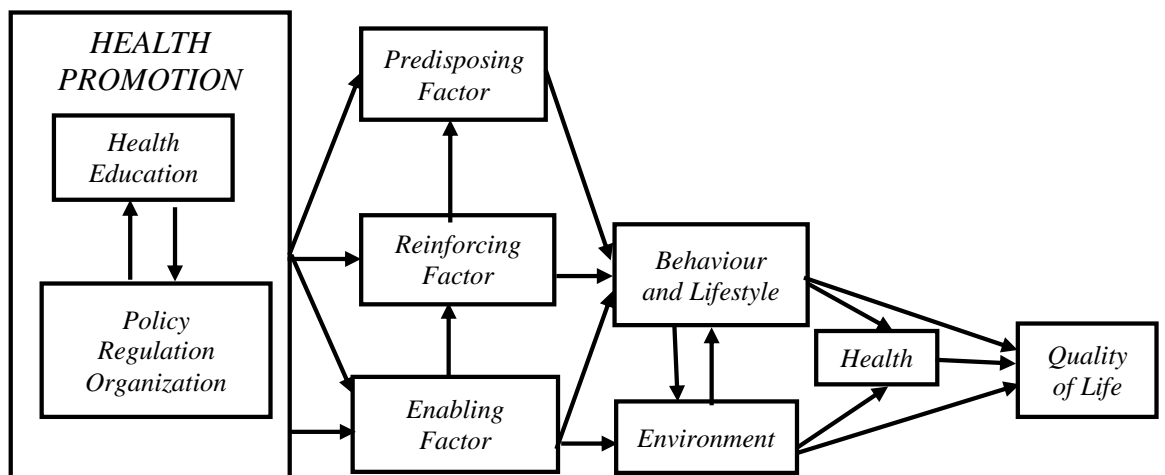 HEALTH
PROMOTION
Health
Education
Policy
Regulation
Organization
Predisposing
Factor
Reinforcing
Factor
Enabling
Factor
Behaviour
and Lifestyle
Environment
Health
Quality
of Life